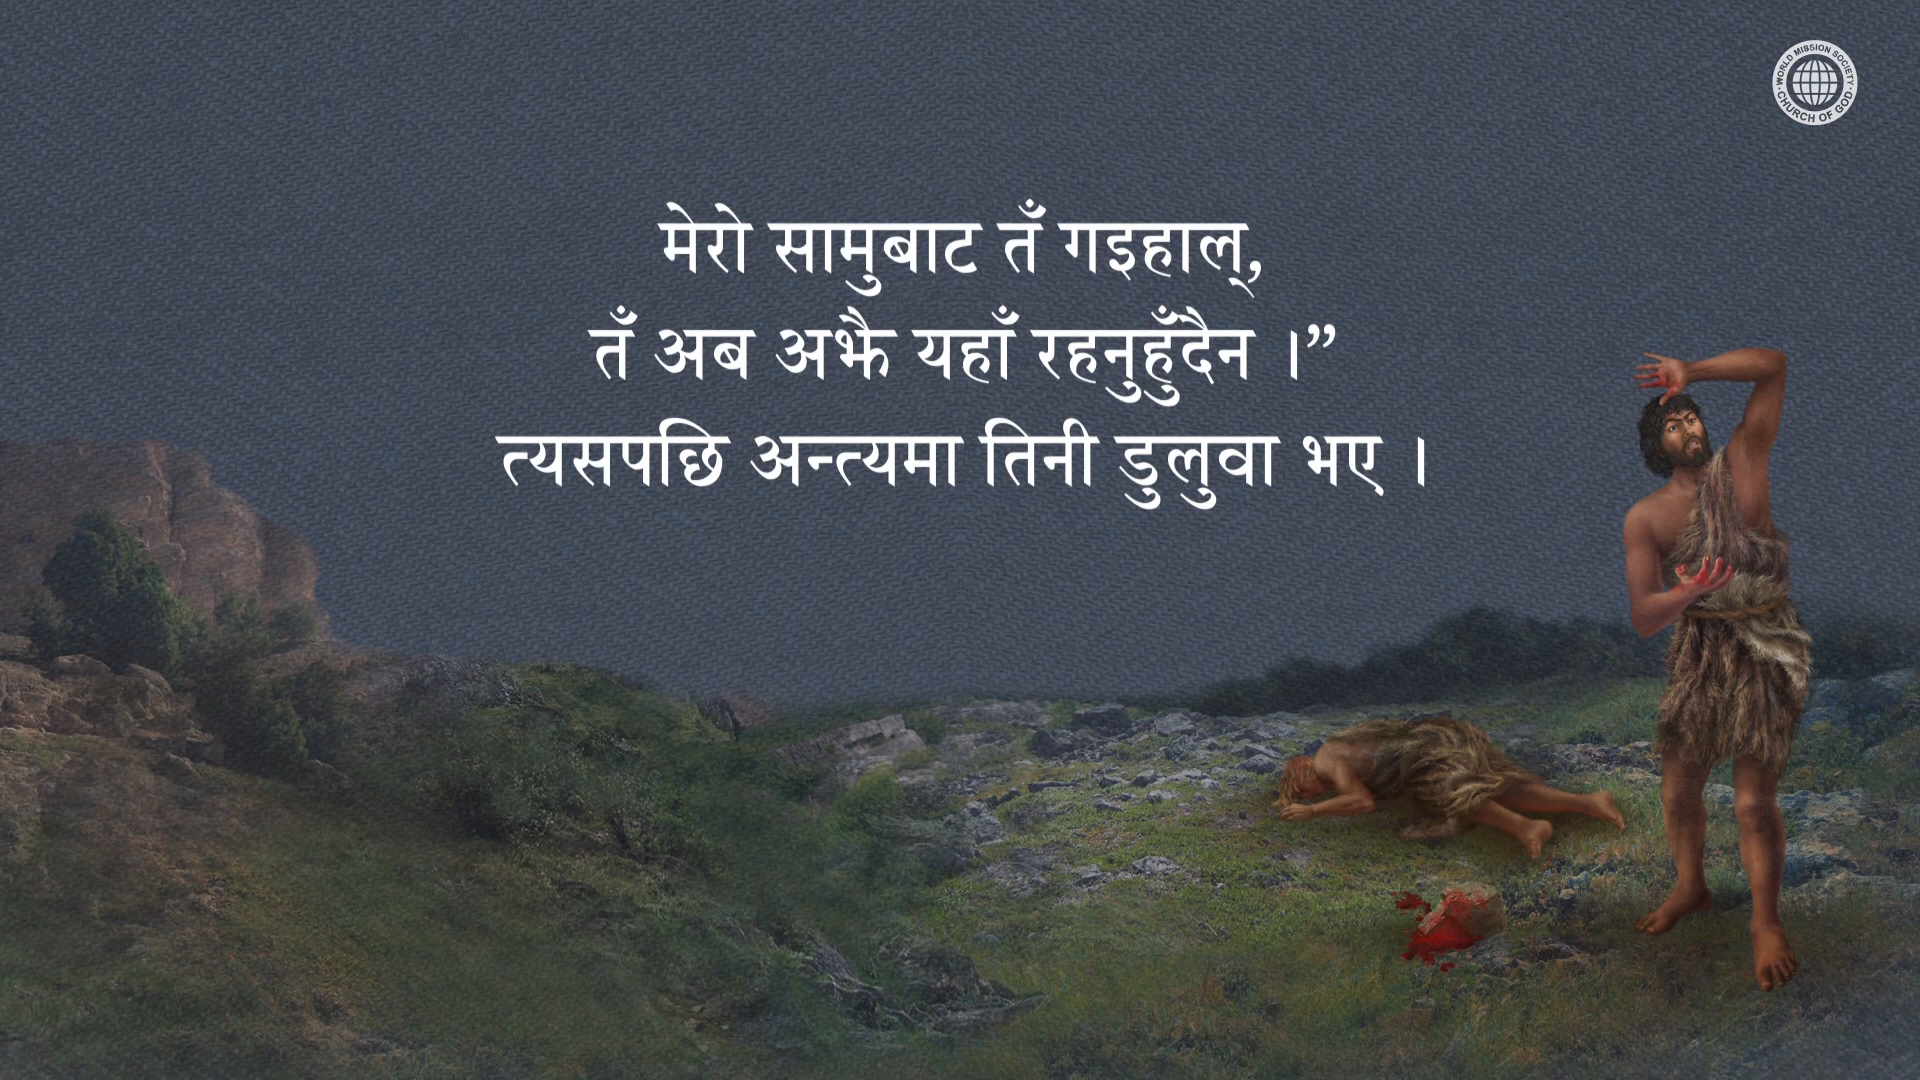 WORLD MISSION SOCIETY
CHURCH OF GOD
मेरो सामुबाट तँ गइहाल्,
तँ अब अझै यहाँ रहनुहुँदैन ।”
त्यसपछि अन्त्यमा तिनी डुलुवा भए ।